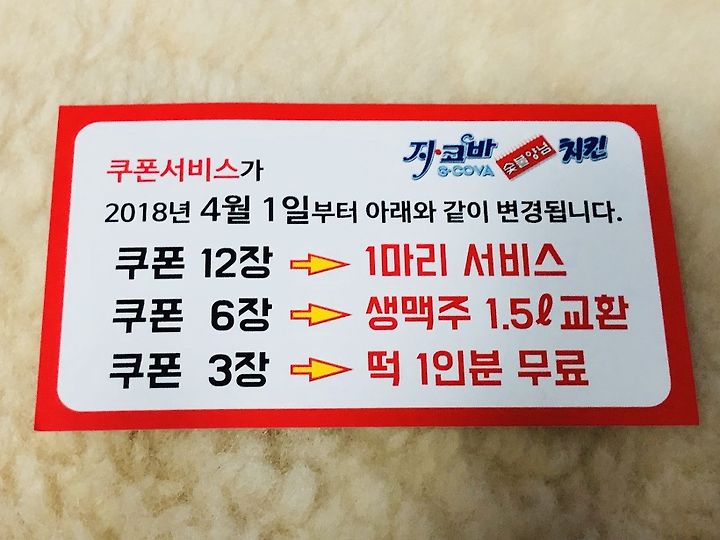 지·코바 숯불양념 치킨
G·COVA
쿠폰서비스가
2018년 4월 1일부터 아래와 같이 변경됩니다.
쿠폰 12장 → 1마리 서비스
쿠폰 6장 → 생맥주 1.5ℓ교환
쿠폰 3장 → 떡 1인분 무료